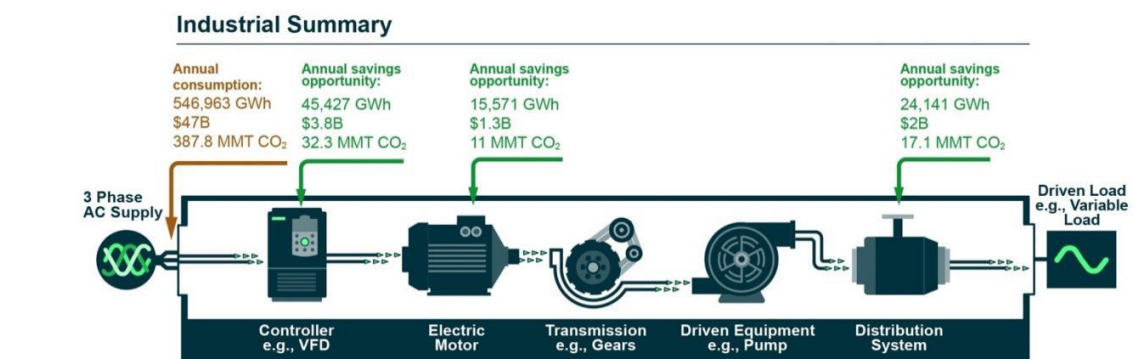 Industrial Summary
Annual
consumption:
546,963 GWh
$47B
387.8 MMT CO₂
Annual savings
opportunity:
45,427 GWh
$3.8B
32.3 MMT CO₂
Annual savings
opportunity:
15,571 GWh
$1.3B
11 MMT CO₂
Annual savings
opportunity:
24,141 GWh
$2B
17.1 MMT CO₂
3 Phase
AC Supply
Driven Load
e.g., Variable
Load
Controller
e.g., VFD
Electric
Motor
Transmission
e.g., Gears
Driven Equipment
e.g., Pump
Distribution
System